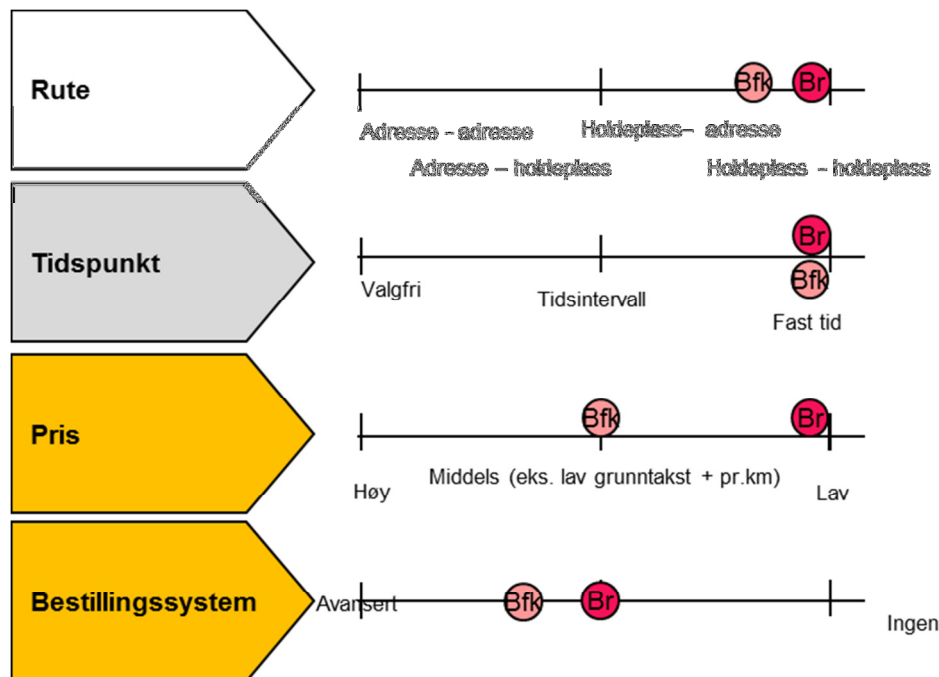 Rute
Bfk Br
Adresse - adresse Holdeplass– adresse
Adresse – holdeplass Holdeplass - holdeplass
Tidspunkt
Br
Bfk
Valgfri Tidsintervall
Fast tid
Pris
Bfk Br
Høy Middels (eks. lav grunntakst + pr.km) Lav
Bestillingssystem
Avansert Bfk Br
Ingen